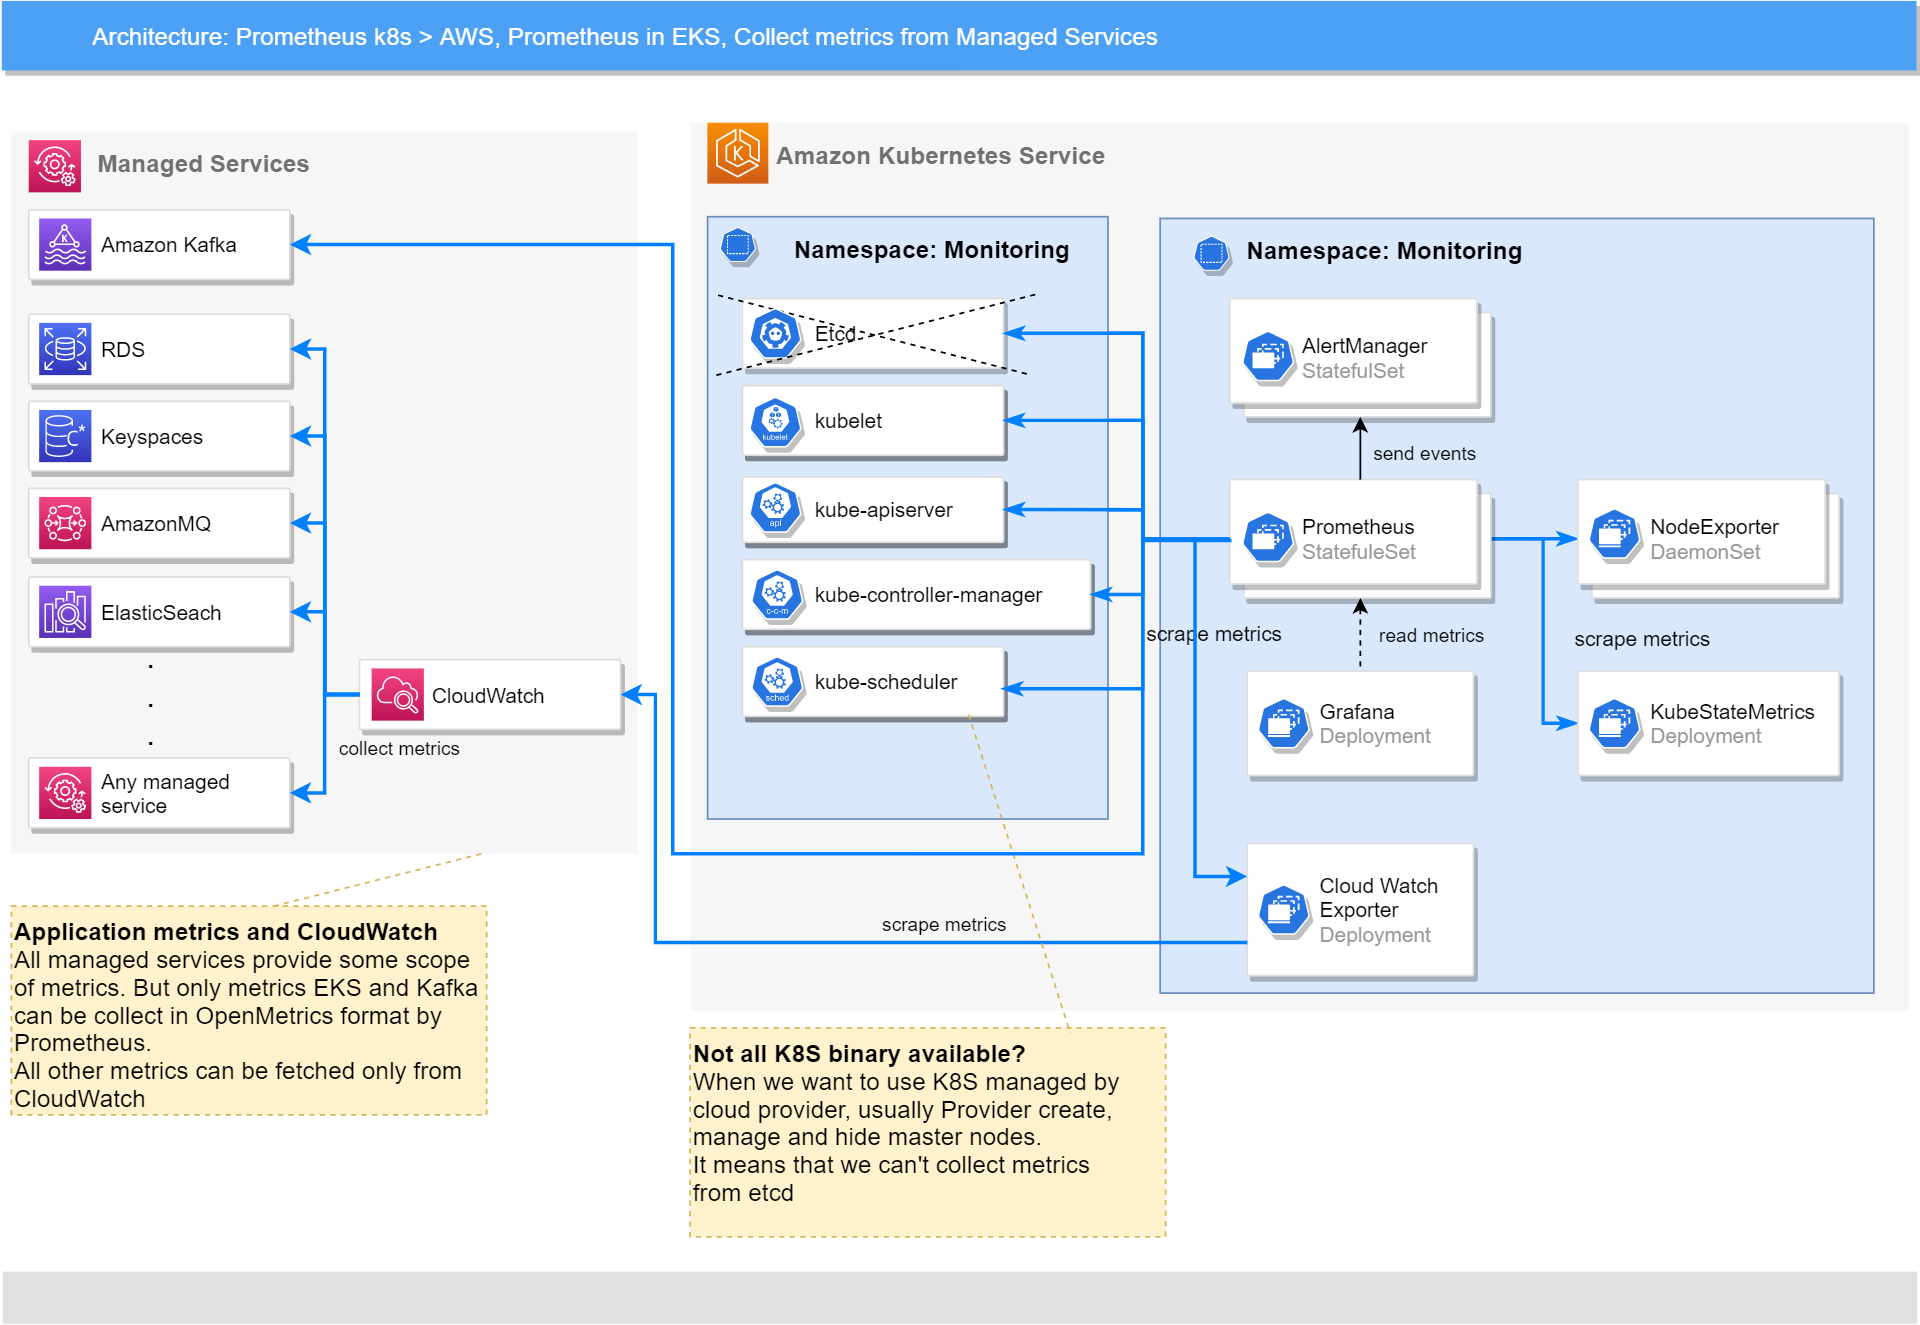 Architecture: Prometheus k8s > AWS, Prometheus in EKS, Collect metrics from Managed Services
Managed Services
Amazon Kafka
RDS
Keyspaces
AmazonMQ
ElasticSeach
.
.
.
Any managed
service
CloudWatch
collect metrics
Application metrics and CloudWatch
All managed services provide some scope
of metrics. But only metrics EKS and Kafka
can be collect in OpenMetrics format by
Prometheus.
All other metrics can be fetched only from
CloudWatch
Amazon Kubernetes Service
K
Namespace: Monitoring
Etcd
kubelet
kubelet
api
kube-apiserver
c-c-m
kube-controller-manager
sched
kube-scheduler
scrape metrics
Namespace: Monitoring
AlertManager
StatefulSet
send events
Prometheus
StatefuleSet
NodeExporter
DaemonSet
scrape metrics
read metrics
scrape metrics
Grafana
Deployment
KubeStateMetrics
Deployment
Cloud Watch
Exporter
Deployment
Not all K8S binary available?
When we want to use K8S managed by
cloud provider, usually Provider create,
manage and hide master nodes.
It means that we can't collect metrics
from etcd